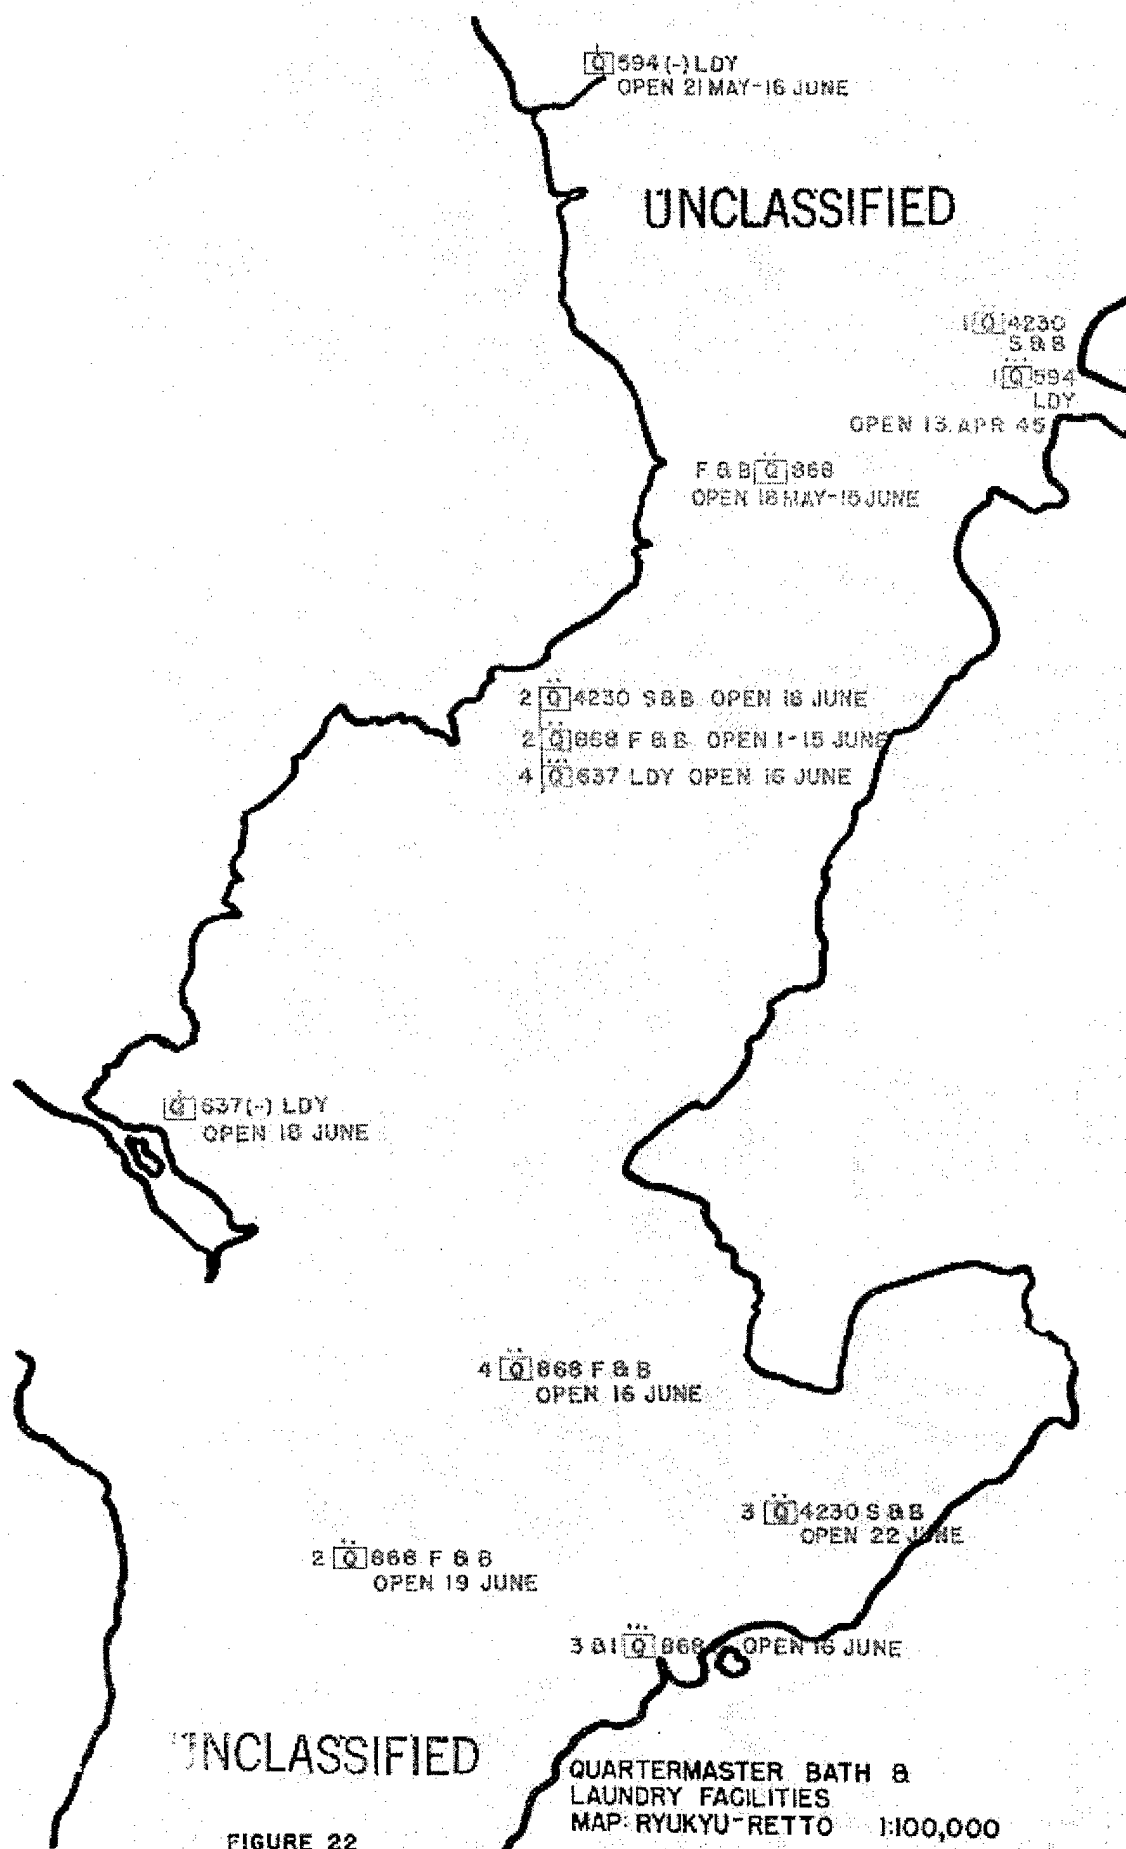 Q 594(-) LDY
OPEN 21 MAY-16 JUNE
UNCLASSIFIED
1 Q 4230
S & B
1 Q 594
LDY
OPEN 13 APR 45
F & B Q 868
OPEN 18 MAY-15 JUNE
2 Q 4230 S & B OPEN 18 JUNE
2 Q 868 F & B OPEN 1-15 JUNE
4 Q 637 LDY OPEN 16 JUNE
Q 637(-) LDY
OPEN 18 JUNE
4 Q 868 F & B
OPEN 16 JUNE
3 Q 4230 S & B
OPEN 22 JUNE
2 Q 868 F & B
OPEN 19 JUNE
3 & 1 Q 868 OPEN 16 JUNE
UNCLASSIFIED
QUARTERMASTER BATH &
LAUNDRY FACILITIES
MAP: RYUKYU-RETTO 1:100,000
FIGURE 22